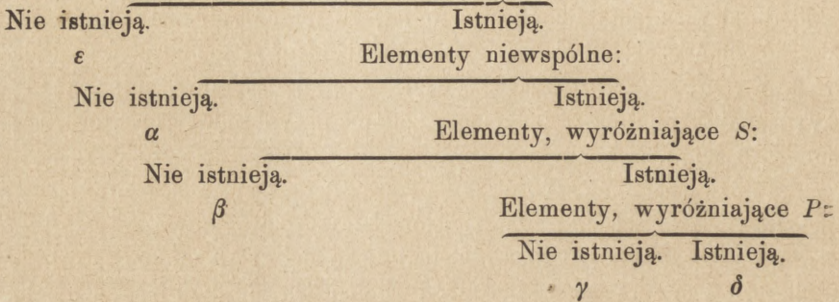 Nie istnieją. Istnieją.
ε Elementy niewspólne:
Nie istnieją. Istnieją.
α Elementy, wyróżniające S:
Nie istnieją. Istnieją.
β Elementy, wyróżniające P:
Nie istnieją. Istnieją.
γ δ